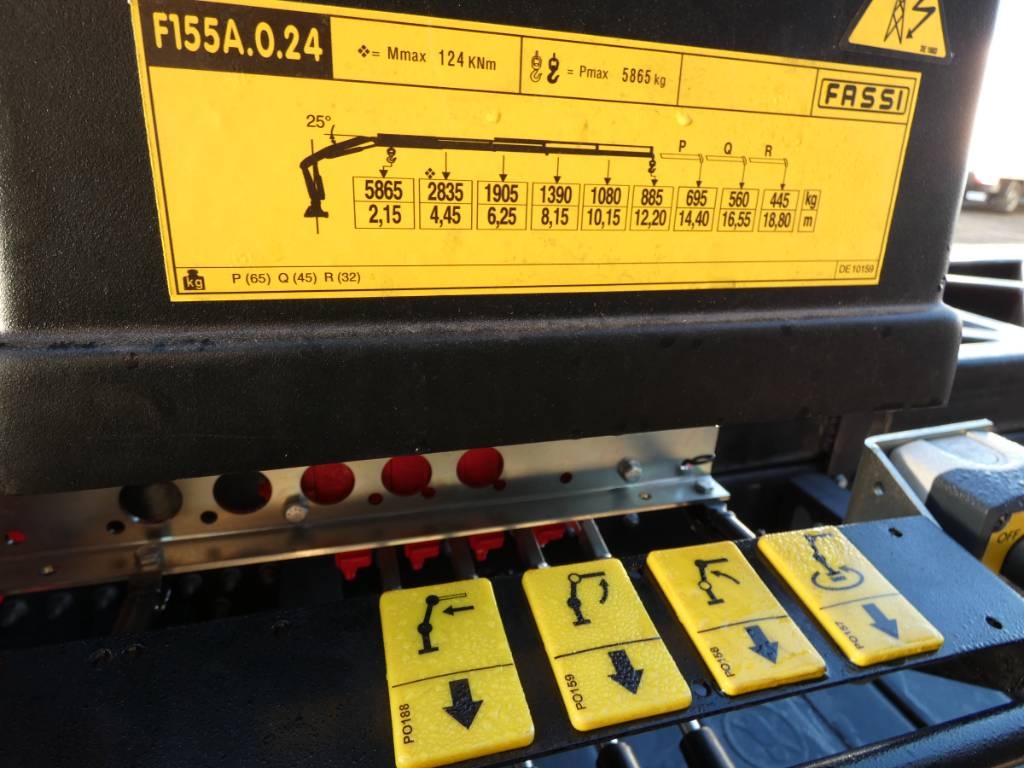 F155A.0.24
❖= Mmax 124 KNm
= Pmax 5865 kg
FASSI
25°
P Q R
❖
5865 2835 1905 1390 1080 885 695 560 445 kg
2,15 4,45 6,25 8,15 10,15 12,20 14,40 16,55 18,80 m
kg P (65) Q (45) R (32)
DE 10159
OFF
PO188
PO159
PO158
PO157